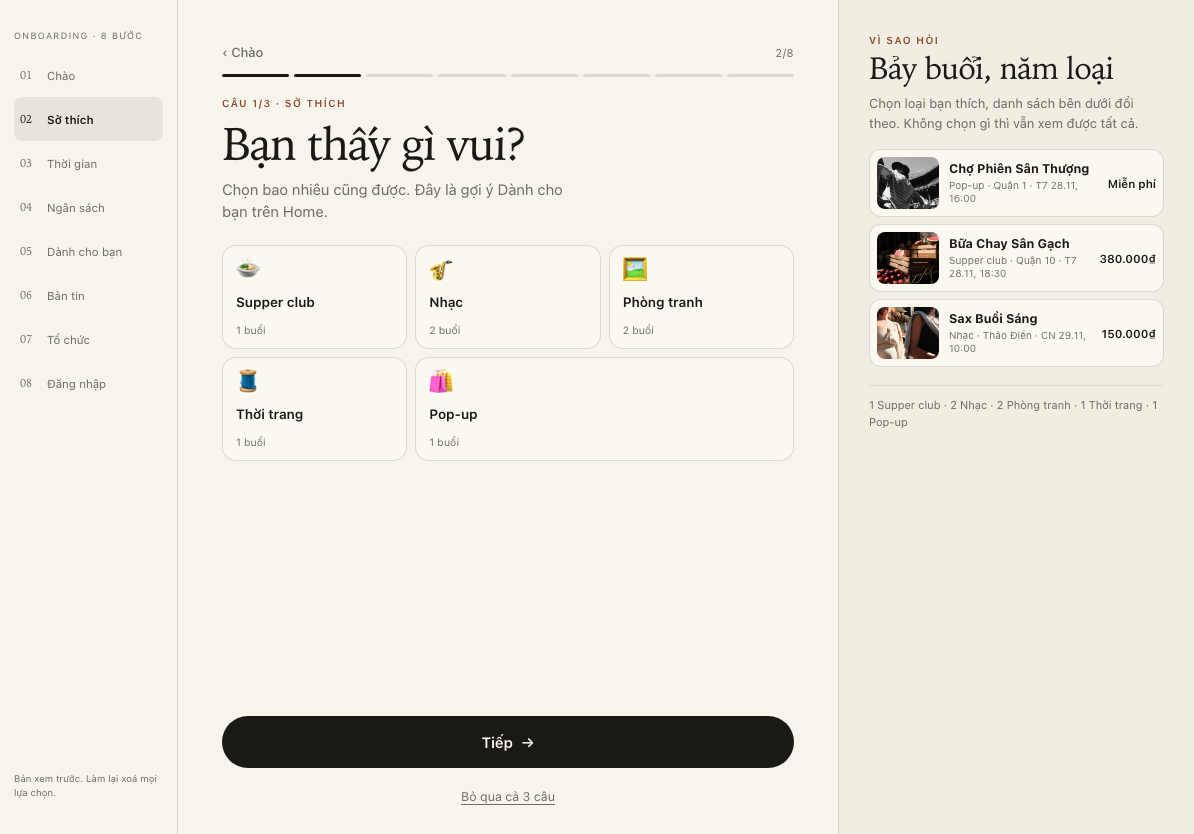 ONBOARDING · 8 BƯỚC
01 Chào
02 Sở thích
03 Thời gian
04 Ngân sách
05 Dành cho bạn
06 Bản tin
07 Tổ chức
08 Đăng nhập
Bản xem trước. Làm lại xoá mọi
lựa chọn.
‹ Chào
2/8
CÂU 1/3 · SỞ THÍCH
Bạn thấy gì vui?
Chọn bao nhiêu cũng được. Đây là gợi ý Dành cho
bạn trên Home.
Supper club
1 buổi
Nhạc
2 buổi
Phòng tranh
2 buổi
Thời trang
1 buổi
Pop-up
1 buổi
Tiếp →
Bỏ qua cả 3 câu
VÌ SAO HỎI
Bảy buổi, năm loại
Chọn loại bạn thích, danh sách bên dưới đổi
theo. Không chọn gì thì vẫn xem được tất cả.
Chợ Phiên Sân Thượng
Pop-up · Quận 1 · T7 28.11,
16:00
Miễn phí
Bữa Chay Sân Gạch
Supper club · Quận 10 · T7
28.11, 18:30
380.000₫
Sax Buổi Sáng
Nhạc · Thảo Điền · CN 29.11,
10:00
150.000₫
1 Supper club · 2 Nhạc · 2 Phòng tranh · 1 Thời trang · 1
Pop-up